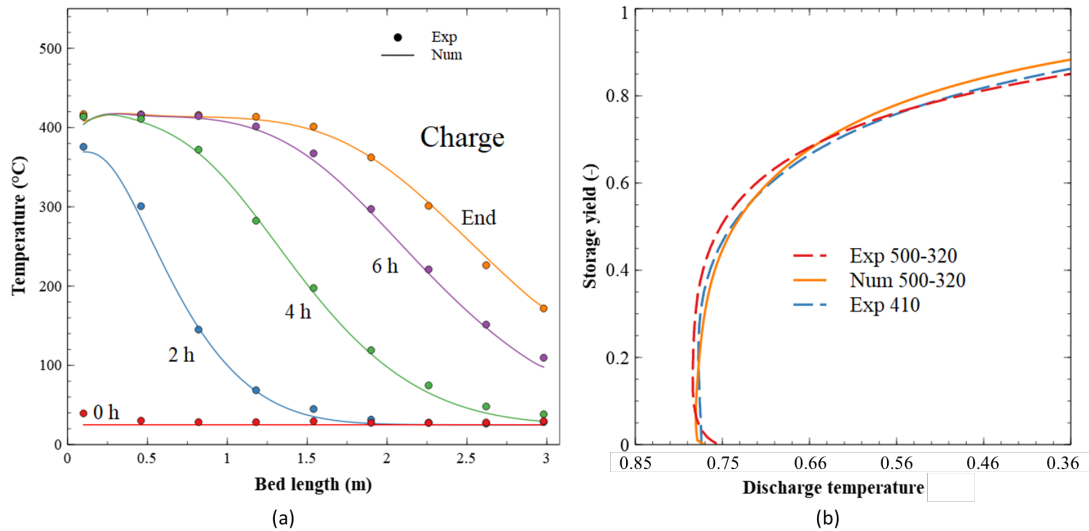 Exp
Num
Charge
End
6 h
4 h
2 h
0 h
500
400
300
200
100
0
0
0.5
1
1.5
2
2.5
3
Temperature (°C)
Bed length (m)
(a)
1
0.8
0.6
0.4
0.2
0
Storage yield (-)
Exp 500-320
Num 500-320
Exp 410
0.85
0.75
0.66
0.56
0.46
0.36
Discharge temperature
(b)